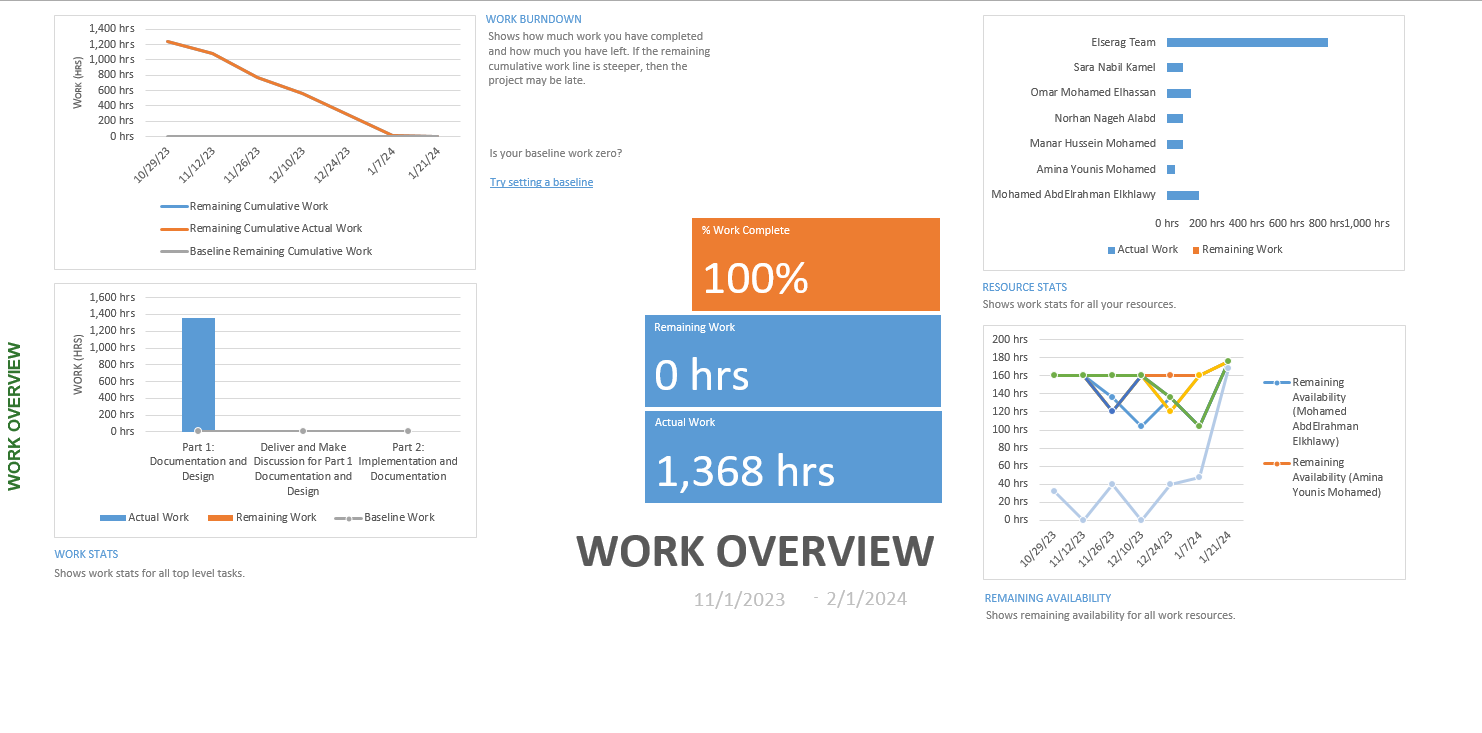 WORK OVERVIEW
1,400 hrs
1,200 hrs
1,000 hrs
800 hrs
600 hrs
400 hrs
200 hrs
0 hrs
WORK (HRS)
10/29/23
11/12/23
11/26/23
12/10/23
12/24/23
1/7/24
1/21/24
Remaining Cumulative Work
Remaining Cumulative Actual Work
Baseline Remaining Cumulative Work
WORK BURNDOWN
Shows how much work you have completed
and how much you have left. If the remaining
cumulative work line is steeper, then the
project may be late.
Is your baseline work zero?
Try setting a baseline
1,600 hrs
1,400 hrs
1,200 hrs
1,000 hrs
800 hrs
600 hrs
400 hrs
200 hrs
0 hrs
WORK (HRS)
Part 1:
Documentation and
Design
Deliver and Make
Discussion for Part 1
Documentation and
Design
Part 2:
Implementation and
Documentation
Actual Work
Remaining Work
Baseline Work
WORK STATS
Shows work stats for all top level tasks.
% Work Complete
100%
Remaining Work
0 hrs
Actual Work
1,368 hrs
WORK OVERVIEW
11/1/2023 - 2/1/2024
Elserag Team
Sara Nabil Kamel
Omar Mohamed Elhassan
Norhan Nageh Alabd
Manar Hussein Mohamed
Amina Younis Mohamed
Mohamed AbdElrahman Elkhlawy
0 hrs 200 hrs 400 hrs 600 hrs 800 hrs 1,000 hrs
Actual Work
Remaining Work
RESOURCE STATS
Shows work stats for all your resources.
200 hrs
180 hrs
160 hrs
140 hrs
120 hrs
100 hrs
80 hrs
60 hrs
40 hrs
20 hrs
0 hrs
10/29/23
11/12/23
11/26/23
12/10/23
12/24/23
1/7/24
1/21/24
Remaining
Availability
(Mohamed
AbdElrahman
Elkhlawy)
Remaining
Availability (Amina
Younis Mohamed)
REMAINING AVAILABILITY
Shows remaining availability for all work resources.